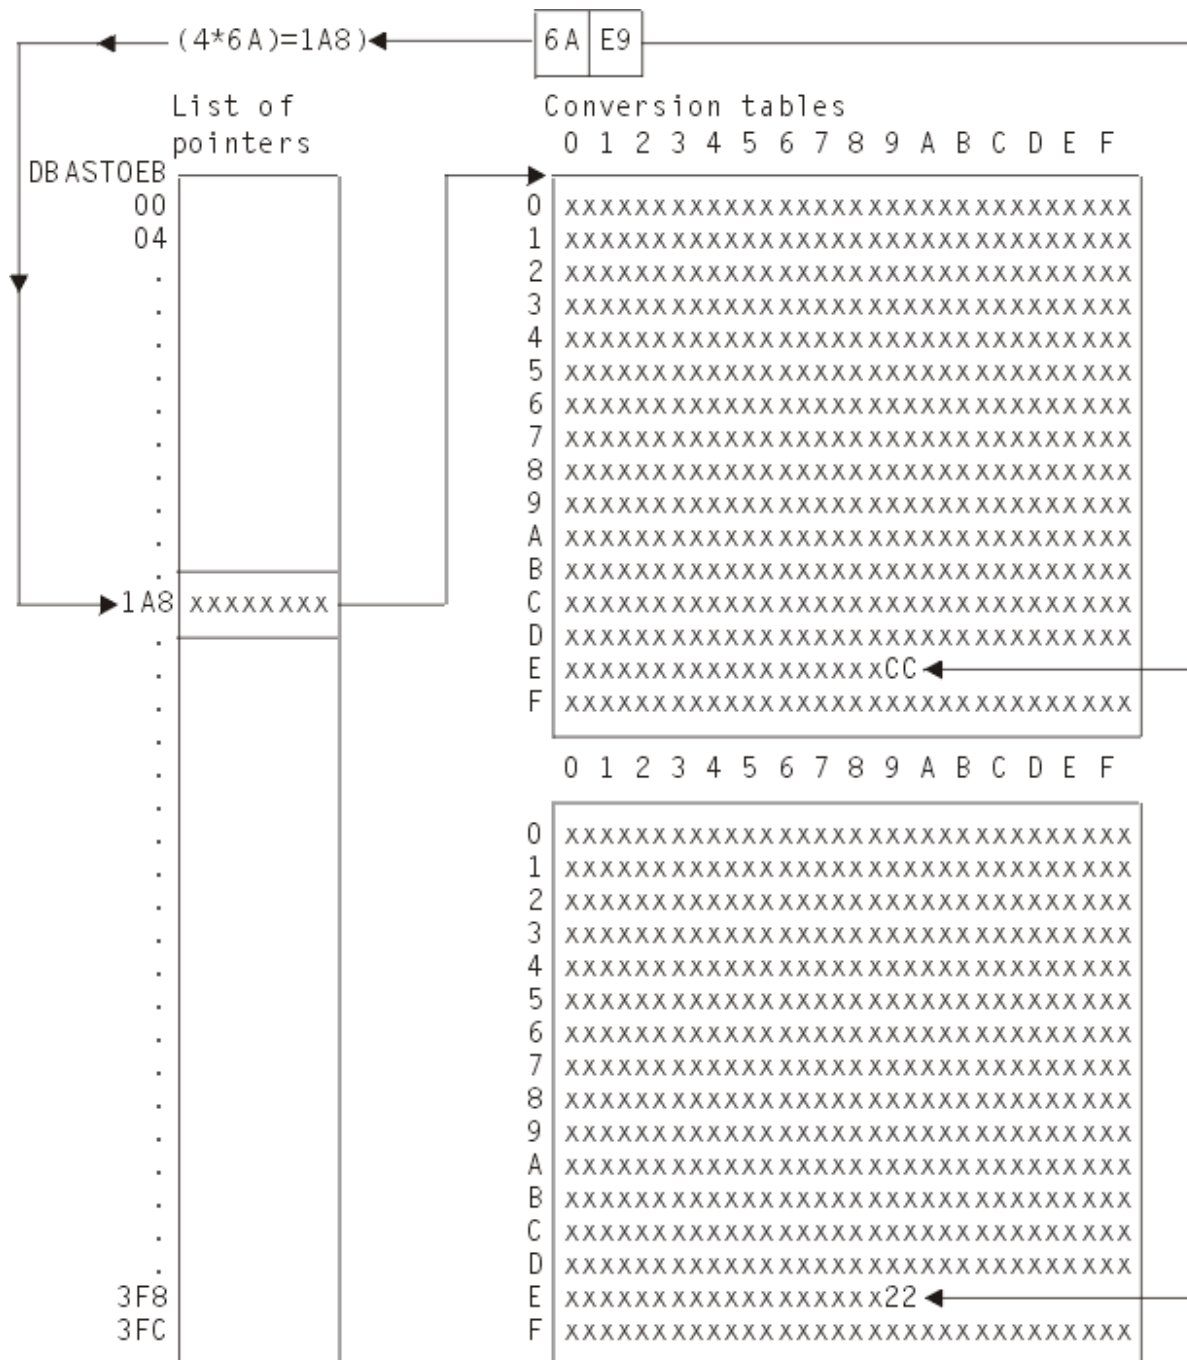 (4*6A)=1A8) 6A E9
List of Conversion tables
pointers 0 1 2 3 4 5 6 7 8 9 A B C D E F
DBASTOEB
00 0 xxxxxxxxxxxxxxxxxxxxxxxxxxxxxxxx
04 1 xxxxxxxxxxxxxxxxxxxxxxxxxxxxxxxx
. 2 xxxxxxxxxxxxxxxxxxxxxxxxxxxxxxxx
. 3 xxxxxxxxxxxxxxxxxxxxxxxxxxxxxxxx
. 4 xxxxxxxxxxxxxxxxxxxxxxxxxxxxxxxx
. 5 xxxxxxxxxxxxxxxxxxxxxxxxxxxxxxxx
. 6 xxxxxxxxxxxxxxxxxxxxxxxxxxxxxxxx
. 7 xxxxxxxxxxxxxxxxxxxxxxxxxxxxxxxx
. 8 xxxxxxxxxxxxxxxxxxxxxxxxxxxxxxxx
. 9 xxxxxxxxxxxxxxxxxxxxxxxxxxxxxxxx
. A xxxxxxxxxxxxxxxxxxxxxxxxxxxxxxxx
. B xxxxxxxxxxxxxxxxxxxxxxxxxxxxxxxx
1A8 xxxxxxxx C xxxxxxxxxxxxxxxxxxxxxxxxxxxxxxxx
. D xxxxxxxxxxxxxxxxxxxxxxxxxxxxxxxx
. E xxxxxxxxxxxxxxxxxxCC
. F xxxxxxxxxxxxxxxxxxxxxxxxxxxxxxxx
.
. 0 1 2 3 4 5 6 7 8 9 A B C D E F
.
. 0 xxxxxxxxxxxxxxxxxxxxxxxxxxxxxxxx
. 1 xxxxxxxxxxxxxxxxxxxxxxxxxxxxxxxx
. 2 xxxxxxxxxxxxxxxxxxxxxxxxxxxxxxxx
. 3 xxxxxxxxxxxxxxxxxxxxxxxxxxxxxxxx
. 4 xxxxxxxxxxxxxxxxxxxxxxxxxxxxxxxx
. 5 xxxxxxxxxxxxxxxxxxxxxxxxxxxxxxxx
. 6 xxxxxxxxxxxxxxxxxxxxxxxxxxxxxxxx
. 7 xxxxxxxxxxxxxxxxxxxxxxxxxxxxxxxx
. 8 xxxxxxxxxxxxxxxxxxxxxxxxxxxxxxxx
. 9 xxxxxxxxxxxxxxxxxxxxxxxxxxxxxxxx
. A xxxxxxxxxxxxxxxxxxxxxxxxxxxxxxxx
. B xxxxxxxxxxxxxxxxxxxxxxxxxxxxxxxx
. C xxxxxxxxxxxxxxxxxxxxxxxxxxxxxxxx
. D xxxxxxxxxxxxxxxxxxxxxxxxxxxxxxxx
3F8 E xxxxxxxxxxxxxxxxxx22
3FC F xxxxxxxxxxxxxxxxxxxxxxxxxxxxxxxx